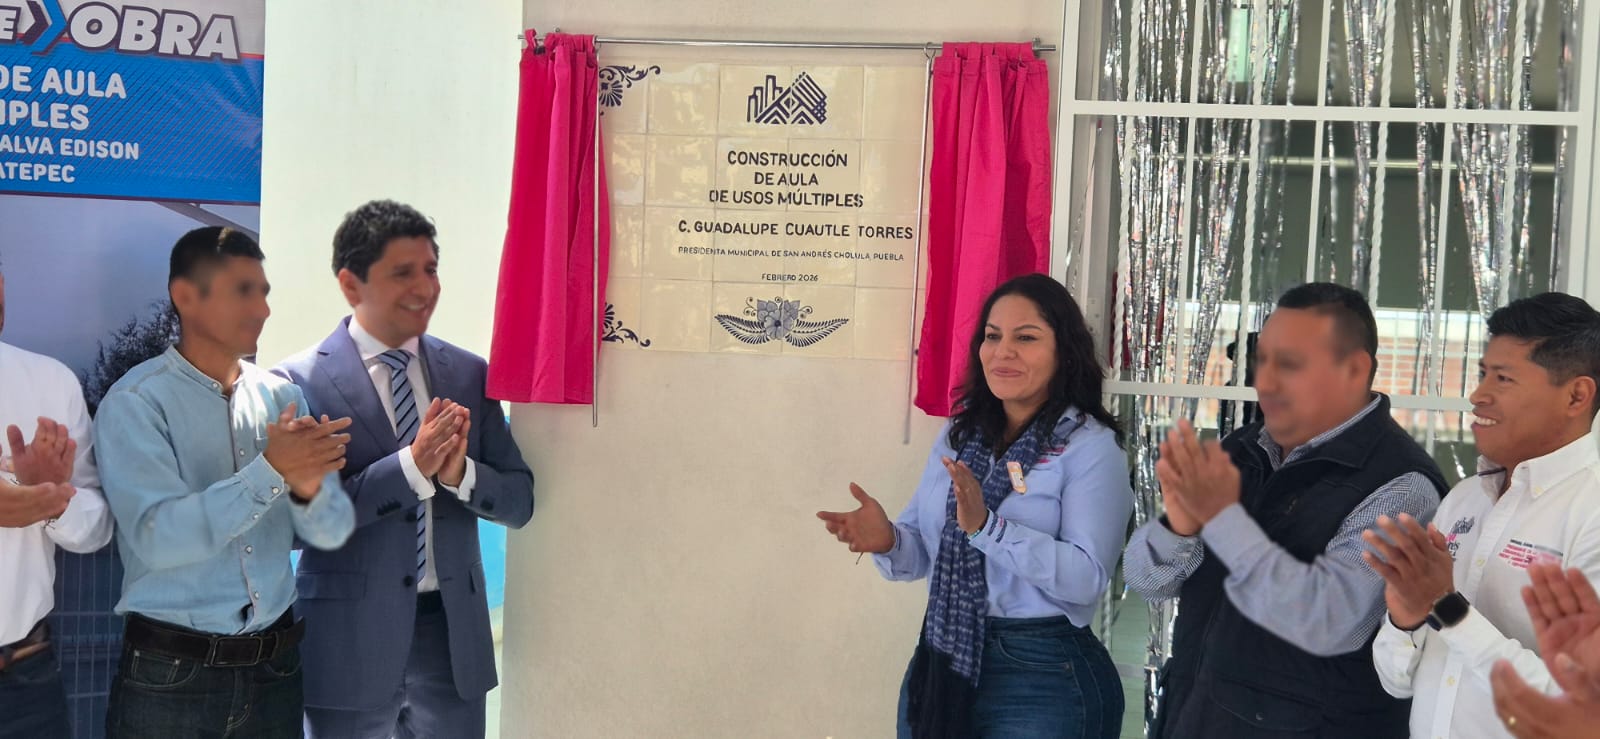 OBRA
DE AULA
IPLES
ALVA EDISON
ATEPEC
CONSTRUCCIÓN
DE AULA
DE USOS MÚLTIPLES
C. GUADALUPE CUAUTLE TORRES
PRESIDENTA MUNICIPAL DE SAN ANDRÉS CHOLULA, PUEBLA
FEBRERO 2026